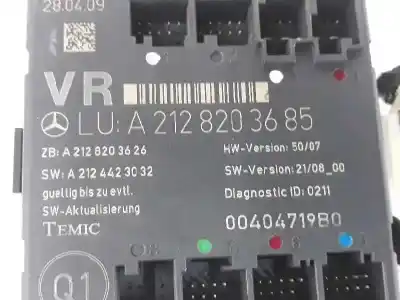 28.04.09
VR
LU: A 212 820 36 85
ZB: A 212 820 36 26
HW-Version: 50/07
SW: A 212 442 30 32
SW-Version: 21/08_00
gueltig bis zu evtl.
Diagnostic ID: 0211
SW-Aktualisierung
TEMIC
00404719B0
Q1